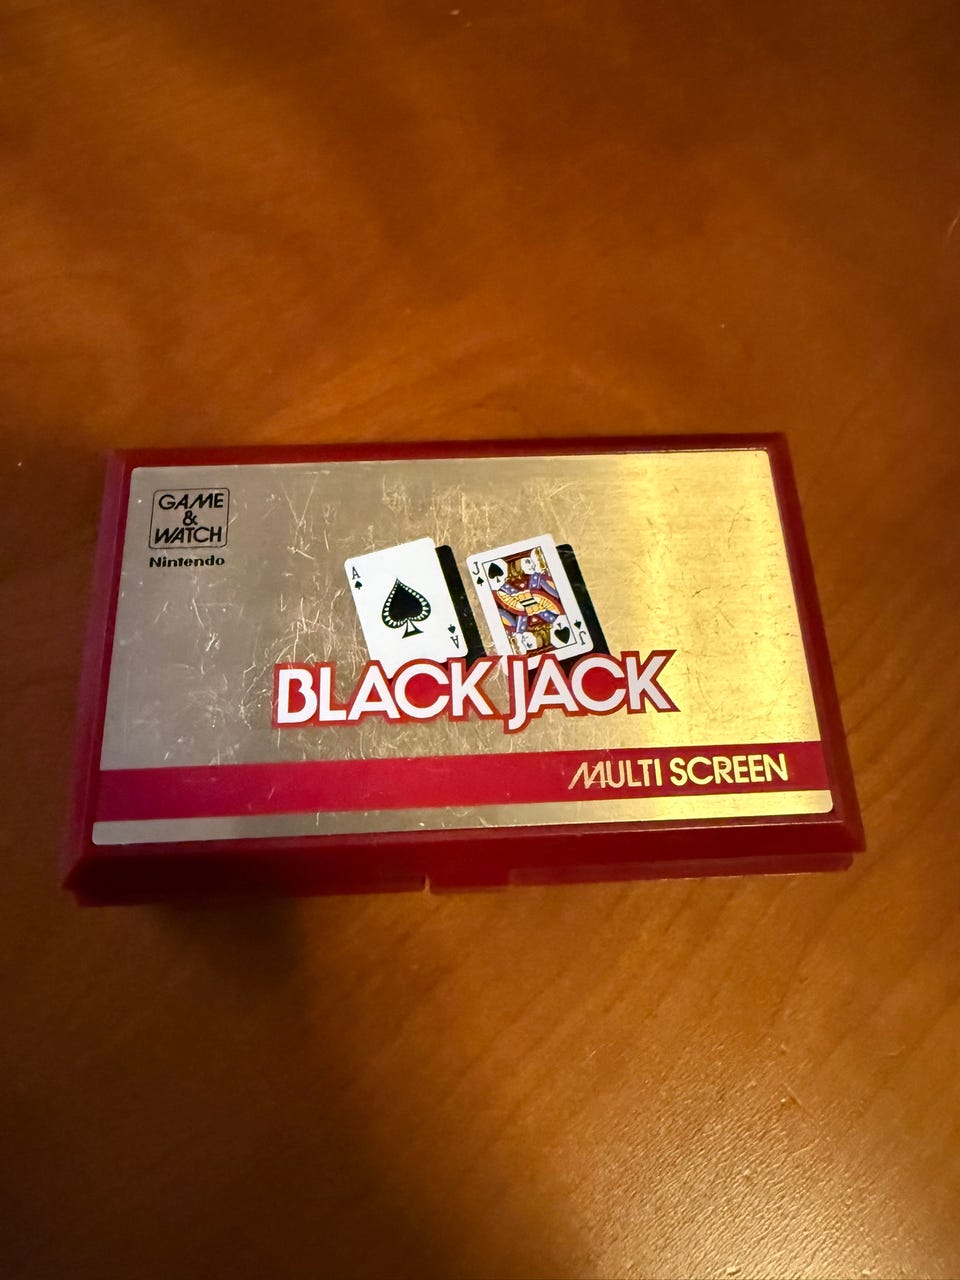 GAME
&
WATCH
Nintendo
A
A
J
J
BLACK JACK
MULTI SCREEN